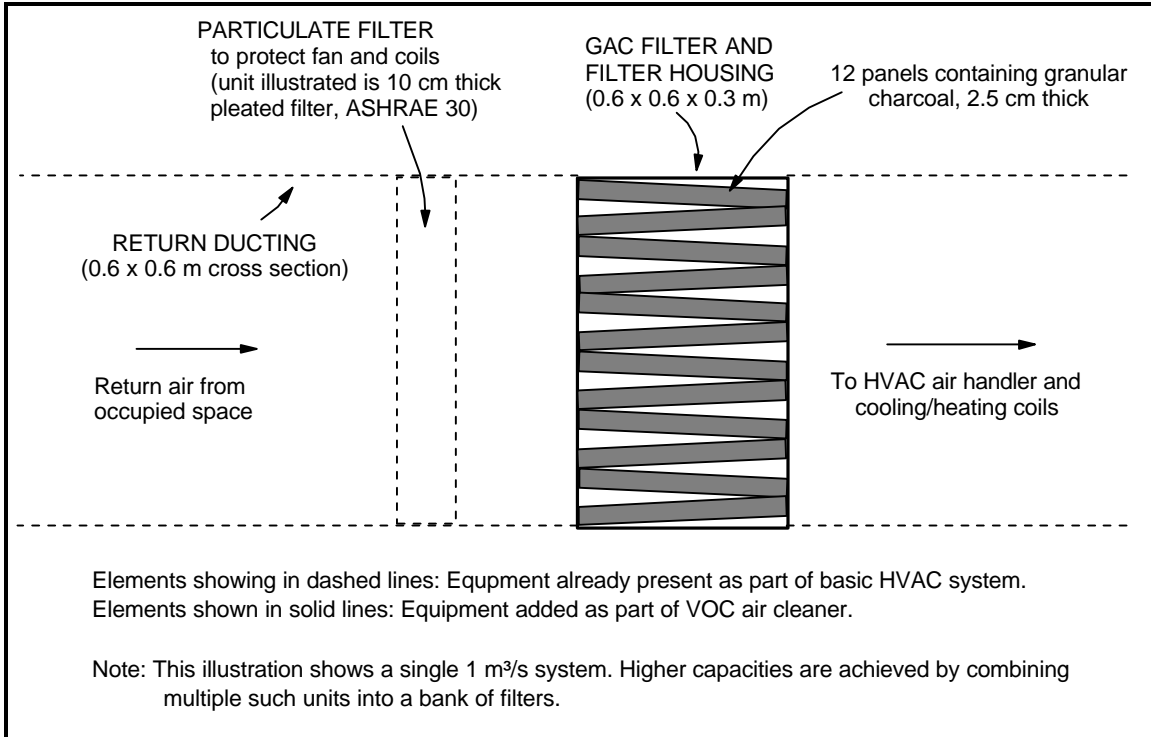 PARTICULATE FILTER
to protect fan and coils
(unit illustrated is 10 cm thick
pleated filter, ASHRAE 30)
GAC FILTER AND
FILTER HOUSING
(0.6 x 0.6 x 0.3 m)
12 panels containing granular
charcoal, 2.5 cm thick
RETURN DUCTING
(0.6 x 0.6 m cross section)
Return air from
occupied space
To HVAC air handler and
cooling/heating coils
Elements showing in dashed lines: Equpment already present as part of basic HVAC system.
Elements shown in solid lines: Equipment added as part of VOC air cleaner.
Note: This illustration shows a single 1 m³/s system. Higher capacities are achieved by combining
multiple such units into a bank of filters.